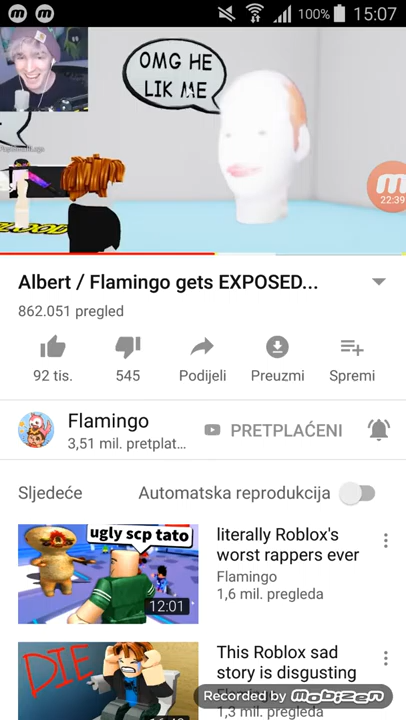 100% 15:07
OMG HE
LIK ME
22:39
Albert / Flamingo gets EXPOSED...
862.051 pregled
92 tis.
545
Podijeli
Preuzmi
Spremi
Flamingo
3,51 mil. pretplat...
PRETPLAĆENI
Sljedeće
Automatska reprodukcija
ugly scp tato
12:01
literally Roblox's
worst rappers ever
Flamingo
1,6 mil. pregleda
DIE
This Roblox sad
story is disgusting
1,3 mil. pregleda
Recorded by mobizen